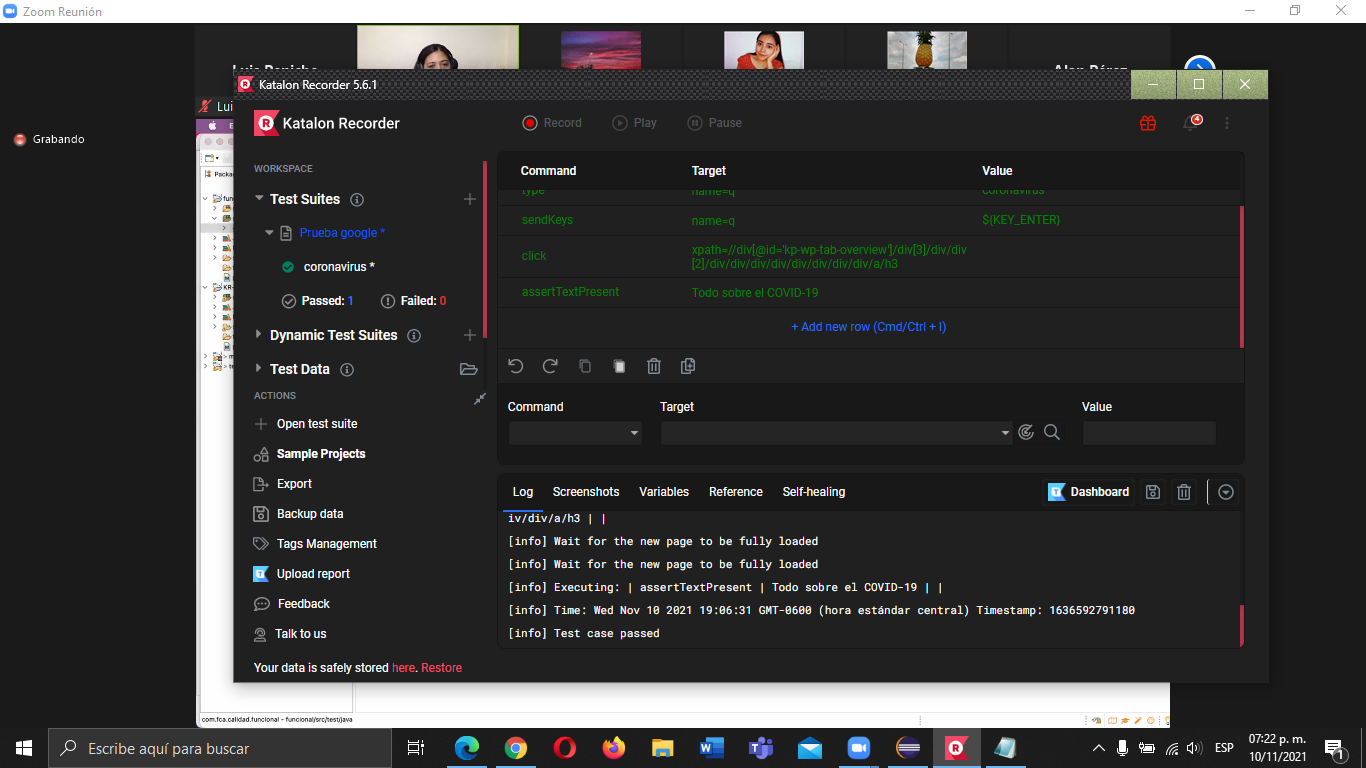 Zoom Reunión
Katalon Recorder 5.6.1
Lui
Grabando
Katalon Recorder
Record
Play
Pause
4
WORKSPACE
Test Suites
Prueba google *
coronavirus *
Passed: 1
Failed: 0
Dynamic Test Suites
Test Data
ACTIONS
Open test suite
Sample Projects
Export
Backup data
Tags Management
Upload report
Feedback
Talk to us
Your data is safely stored here. Restore
Command Target Value
type name=q coronavirus
sendKeys name=q ${KEY_ENTER}
click xpath=//div[@id='kp-wp-tab-overview']/div[3]/div/div
[2]/div/div/div/div/div/div/div/div/a/h3
assertTextPresent Todo sobre el COVID-19
+ Add new row (Cmd/Ctrl + I)
Command Target Value
Log Screenshots Variables Reference Self-healing Dashboard
iv/div/a/h3 | |
[info] Wait for the new page to be fully loaded
[info] Wait for the new page to be fully loaded
[info] Executing: | assertTextPresent | Todo sobre el COVID-19 | |
[info] Time: Wed Nov 10 2021 19:06:31 GMT-0600 (hora estándar central) Timestamp: 1636592791180
[info] Test case passed
com.fca.calidad.funcional - funcional/src/test/java
Escribe aquí para buscar
ESP
07:22 p. m.
10/11/2021
1